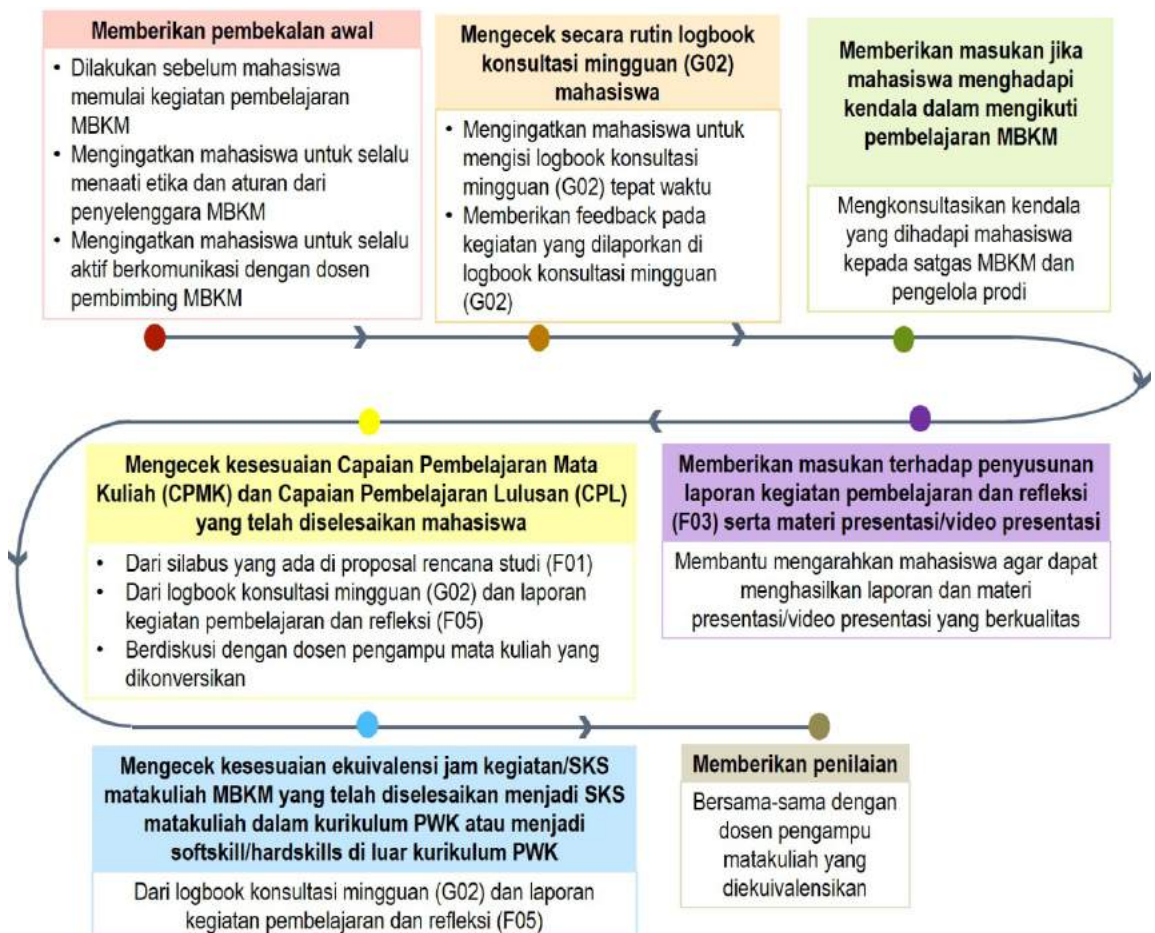 Memberikan pembekalan awal
• Dilakukan sebelum mahasiswa
memulai kegiatan pembelajaran
MBKM
• Mengingatkan mahasiswa untuk selalu
menaati etika dan aturan dari
penyelenggara MBKM
• Mengingatkan mahasiswa untuk selalu
aktif berkomunikasi dengan dosen
pembimbing MBKM
Mengecek secara rutin logbook
konsultasi mingguan (G02)
mahasiswa
• Mengingatkan mahasiswa untuk
mengisi logbook konsultasi
mingguan (G02) tepat waktu
• Memberikan feedback pada
kegiatan yang dilaporkan di
logbook konsultasi mingguan
(G02)
Memberikan masukan jika
mahasiswa menghadapi
kendala dalam mengikuti
pembelajaran MBKM
Mengkonsultasikan kendala
yang dihadapi mahasiswa
kepada satgas MBKM dan
pengelola prodi
Memberikan masukan terhadap penyusunan
laporan kegiatan pembelajaran dan refleksi
(F03) serta materi presentasi/video presentasi
Membantu mengarahkan mahasiswa agar dapat
menghasilkan laporan dan materi
presentasi/video presentasi yang berkualitas
Mengecek kesesuaian Capaian Pembelajaran Mata
Kuliah (CPMK) dan Capaian Pembelajaran Lulusan (CPL)
yang telah diselesaikan mahasiswa
• Dari silabus yang ada di proposal rencana studi (F01)
• Dari logbook konsultasi mingguan (G02) dan laporan
kegiatan pembelajaran dan refleksi (F05)
• Berdiskusi dengan dosen pengampu mata kuliah yang
dikonversikan
Mengecek kesesuaian ekuivalensi jam kegiatan/SKS
matakuliah MBKM yang telah diselesaikan menjadi SKS
matakuliah dalam kurikulum PWK atau menjadi
softskill/hardskills di luar kurikulum PWK
Dari logbook konsultasi mingguan (G02) dan laporan
kegiatan pembelajaran dan refleksi (F05)
Memberikan penilaian
Bersama-sama dengan
dosen pengampu
matakuliah yang
diekuivalensikan